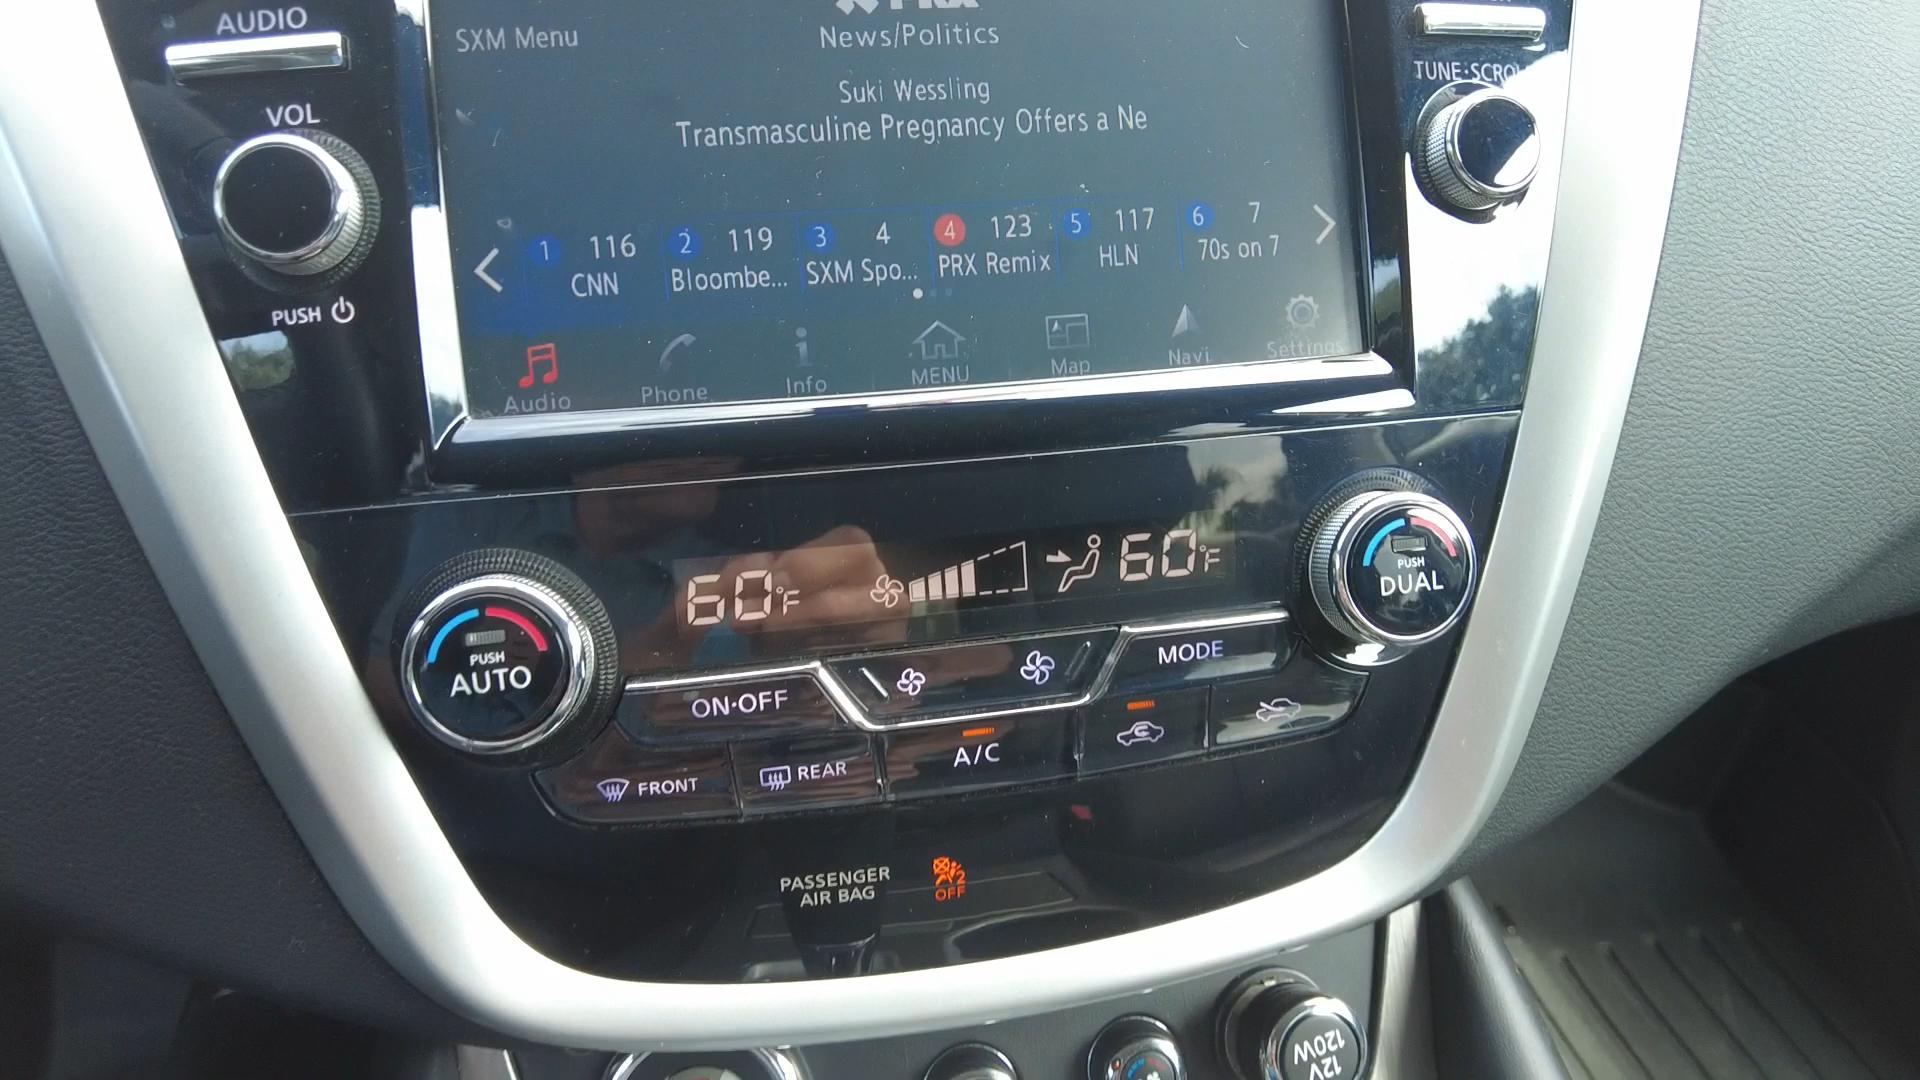 AUDIO
VOL
PUSH
SXM Menu
PRX
News/Politics
Suki Wessling
Transmasculine Pregnancy Offers a Ne
1 116
CNN
2 119
Bloombe...
3 4
SXM Spo...
4 123
PRX Remix
5 117
HLN
6 7
70s on 7
Audio
Phone
Info
MENU
Map
Navi
Settings
TUNE·SCRO
60°F
60°F
PUSH
AUTO
PUSH
DUAL
ON·OFF
MODE
FRONT
REAR
A/C
PASSENGER
AIR BAG
2
OFF
12V
120W